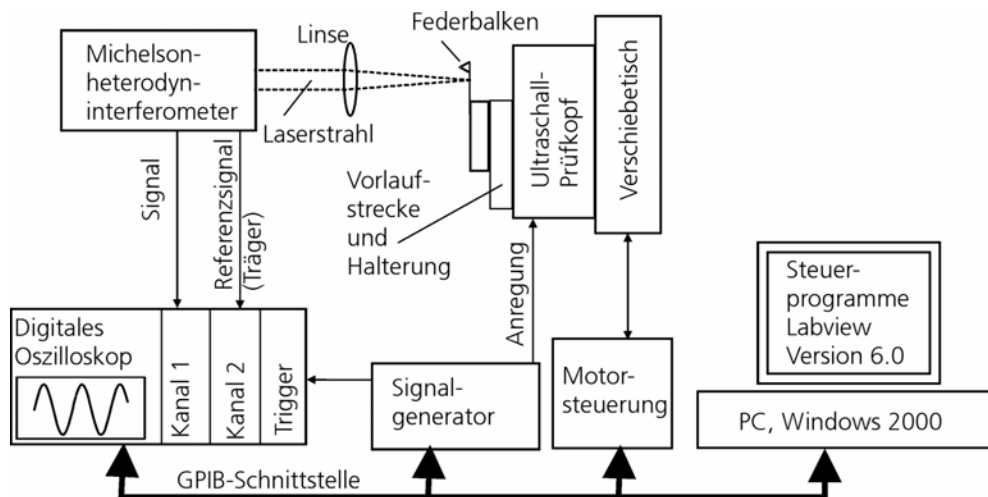 Michelson-
heterodyn-
interferometer
Linse
Laserstrahl
Federbalken
Ultraschall-
Prüfkopf
Verschiebetisch
Vorlauf-
strecke
und
Halterung
Signal
Referenzsignal
(Träger)
Anregung
Digitales
Oszilloskop
Kanal 1
Kanal 2
Trigger
Signal-
generator
Motor-
steuerung
Steuer-
programme
Labview
Version 6.0
PC, Windows 2000
GPIB-Schnittstelle